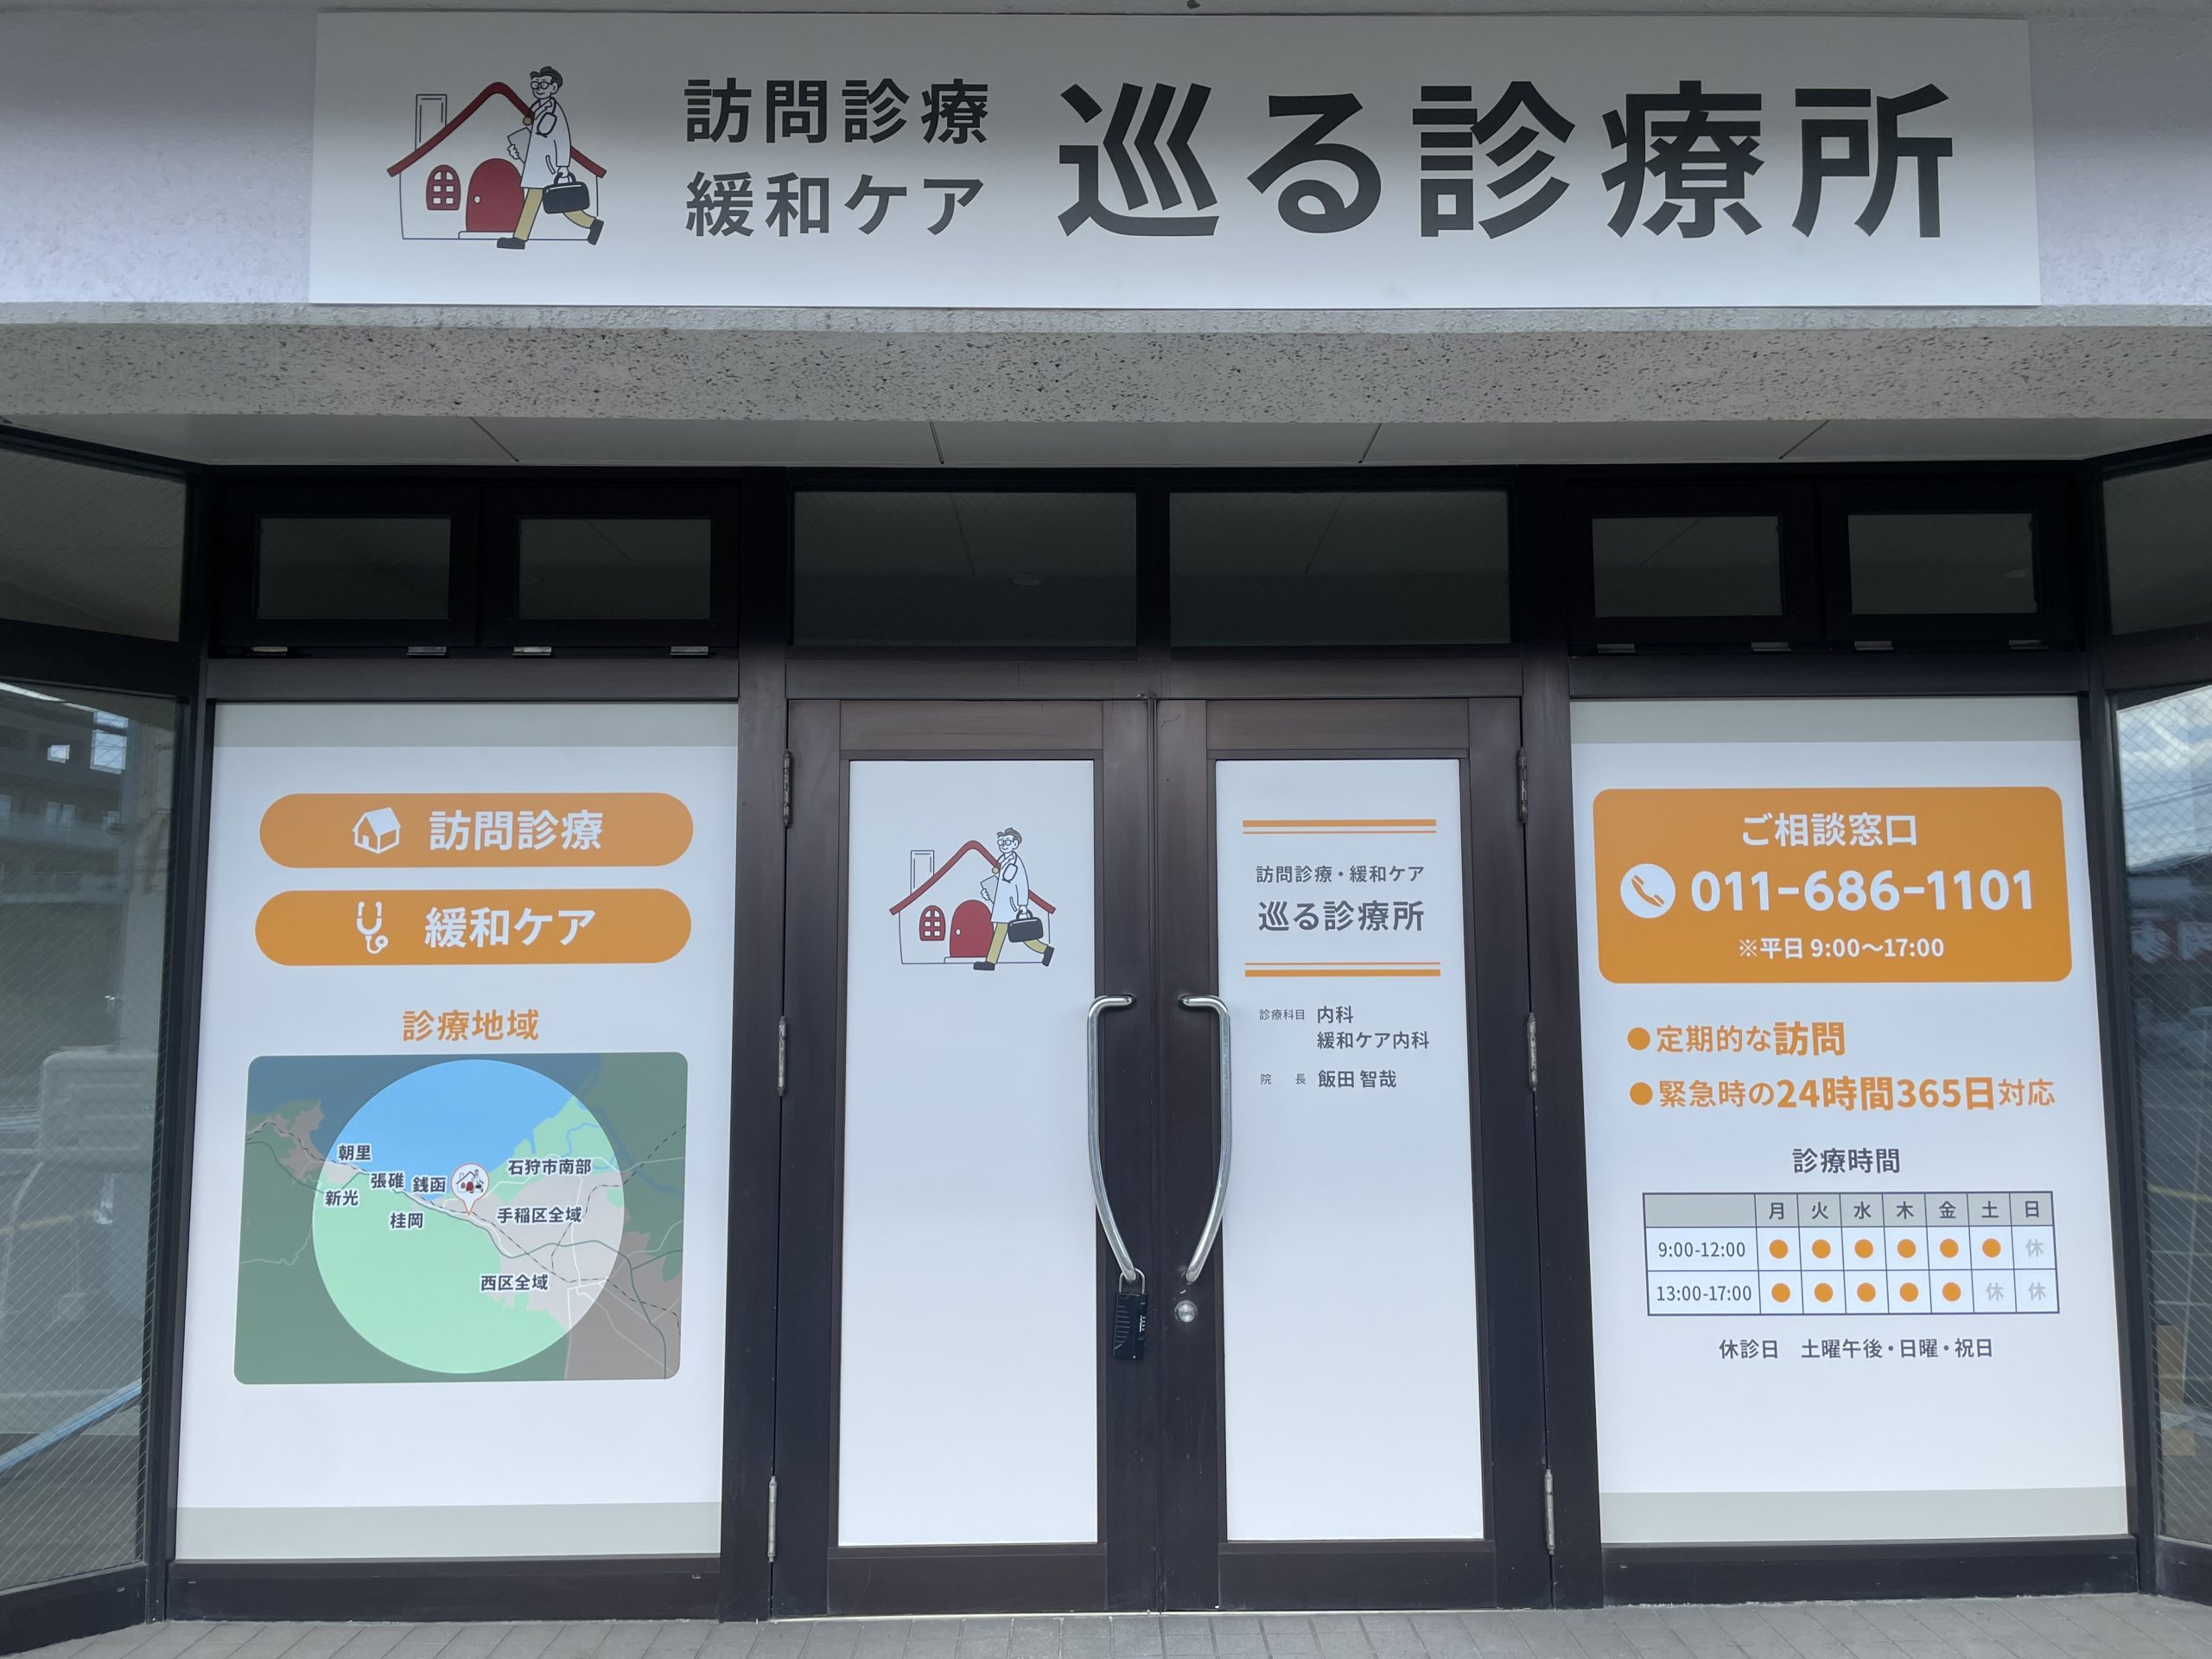 訪問診療
緩和ケア
巡る診療所
訪問診療
緩和ケア
診療地域
朝里
張碓
銭函
石狩市南部
新光
桂岡
手稲区全域
西区全域
訪問診療・緩和ケア
巡る診療所
診療科目 内科
緩和ケア内科
院 長 飯田 智哉
ご相談窓口
011-686-1101
※平日 9:00〜17:00
●定期的な訪問
●緊急時の24時間365日対応
診療時間
月 火 水 木 金 土 日
9:00-12:00 ● ● ● ● ● ● 休
13:00-17:00 ● ● ● ● ● 休 休
休診日 土曜午後・日曜・祝日